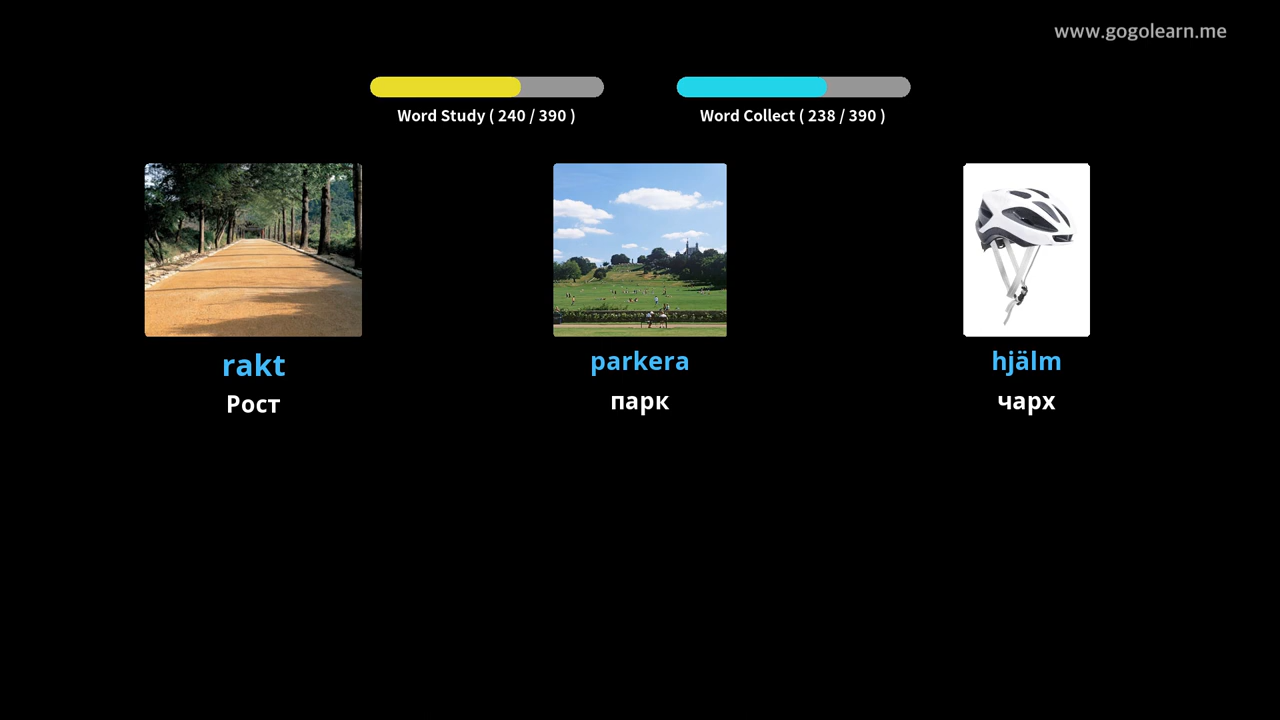 www.gogolearn.me
Word Study ( 240 / 390 )
Word Collect ( 238 / 390 )
rakt
parkera
hjälm
Рост
парк
чарх